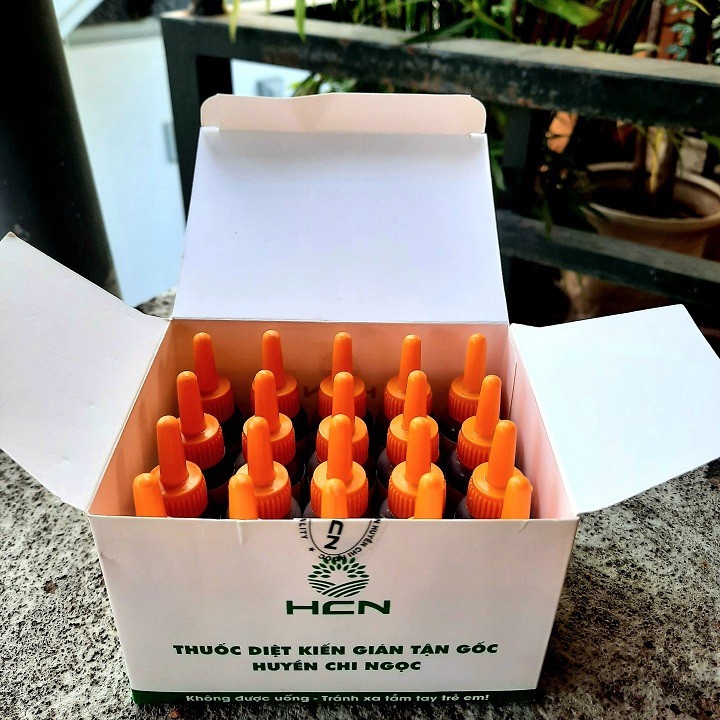 HCN
THUỐC DIỆT KIẾN GIÁN TẬN GỐC
HUYỀN CHI NGỌC
Không được uống - Tránh xa tầm tay trẻ em!